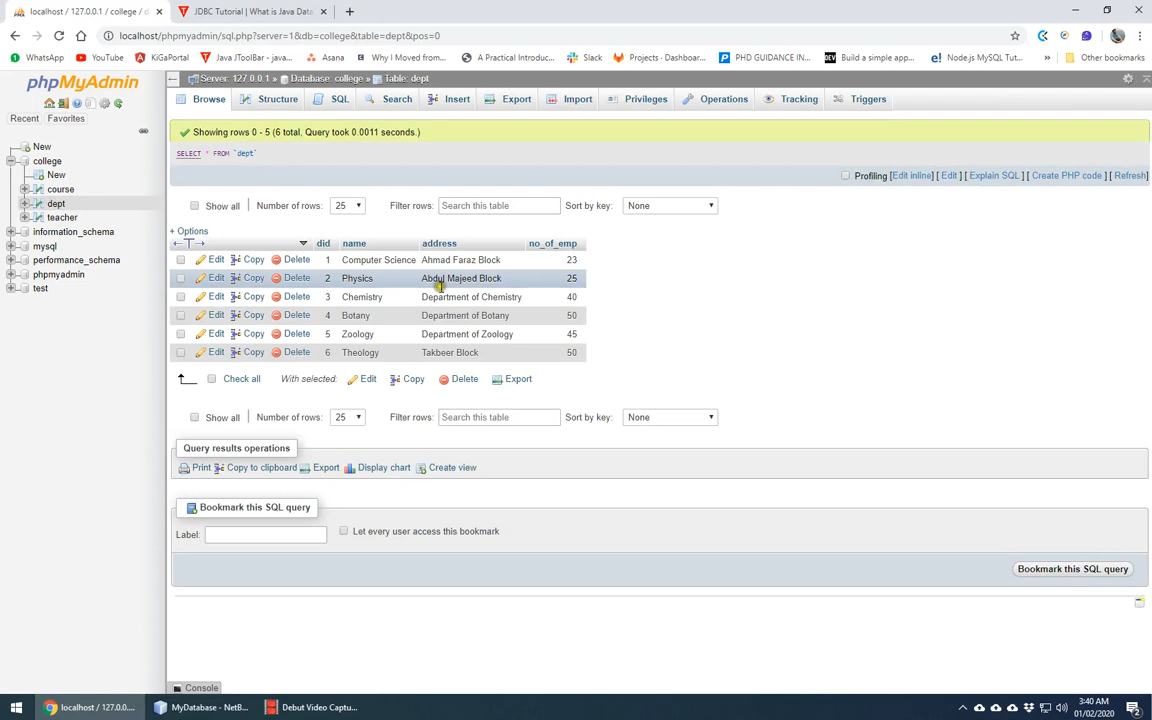 localhost / 127.0.0.1 / college / d
JDBC Tutorial | What is Java Data
localhost/phpmyadmin/sql.php?server=1&db=college&table=dept&pos=0
WhatsApp YouTube KiGaPortal Java JToolBar - jav... Asana Why I Moved from... A Practical Introduc... Slack Projects - Dashboar... PHD GUIDANCE IN... Build a simple app... Node.js MySQL Tut... » Other bookmarks
phpMyAdmin
Server: 127.0.0.1 » Database: college » Table: dept
Browse Structure SQL Search Insert Export Import Privileges Operations Tracking Triggers
Recent Favorites
New
college
New
course
dept
teacher
information_schema
mysql
performance_schema
phpmyadmin
test
Showing rows 0 - 5 (6 total, Query took 0.0011 seconds.)
SELECT * FROM `dept`
Profiling [Edit inline] [ Edit ] [ Explain SQL ] [ Create PHP code ] [ Refresh]
Show all Number of rows: 25 Filter rows: Search this table Sort by key: None
+ Options
did name address no_of_emp
Edit Copy Delete 1 Computer Science Ahmad Faraz Block 23
Edit Copy Delete 2 Physics Abdul Majeed Block 25
Edit Copy Delete 3 Chemistry Department of Chemistry 40
Edit Copy Delete 4 Botany Department of Botany 50
Edit Copy Delete 5 Zoology Department of Zoology 45
Edit Copy Delete 6 Theology Takbeer Block 50
Check all With selected: Edit Copy Delete Export
Show all Number of rows: 25 Filter rows: Search this table Sort by key: None
Query results operations
Print Copy to clipboard Export Display chart Create view
Bookmark this SQL query
Label: Let every user access this bookmark
Bookmark this SQL query
Console
localhost / 127.0.0.... MyDatabase - NetB... Debut Video Captu...
3:40 AM
01/02/2020
2